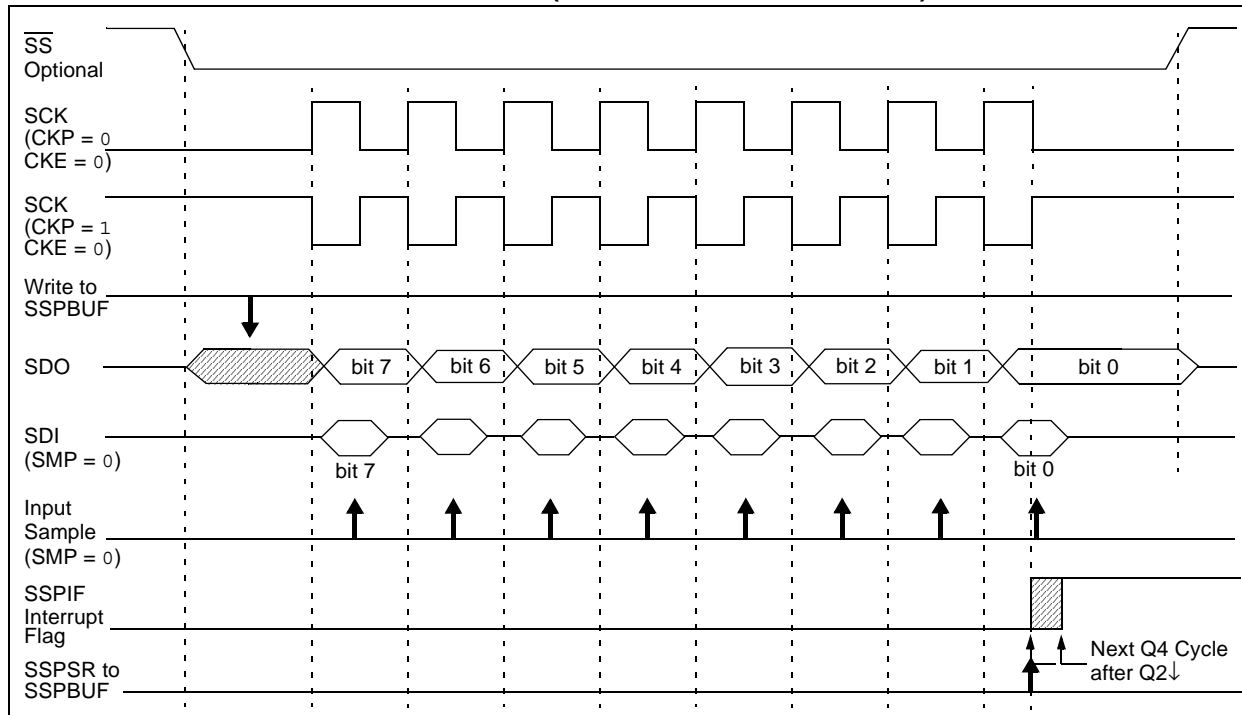 SS
Optional
SCK
(CKP = 0
CKE = 0)
SCK
(CKP = 1
CKE = 0)
Write to
SSPBUF
SDO
bit 7 bit 6 bit 5 bit 4 bit 3 bit 2 bit 1 bit 0
SDI
(SMP = 0)
bit 7 bit 0
Input
Sample
(SMP = 0)
SSPIF
Interrupt
Flag
Next Q4 Cycle
after Q2↓
SSPSR to
SSPBUF